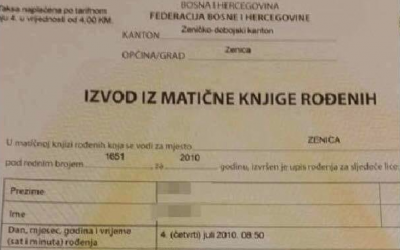 BOSNA I HERCEGOVINA
Taksa naplaćena po tarifnom
FEDERACIJA BOSNE I HERCEGOVINE
ju 4. u vrijednosti od 4,00 KM.
KANTON Zeničko-dobojski kanton
OPĆINA/GRAD: Zenica
IZVOD IZ MATIČNE KNJIGE ROĐENIH
U matičnoj knjizi rođenih koja se vodi za mjesto ZENICA
pod rednim brojem 1651 za 2010 godinu, izvršen je upis rođenja za sljedeće lice:
Prezime
Ime
Dan, mjesec, godina i vrijeme
(sat i minuta) rođenja
4. (četvrti) juli 2010. 08:50